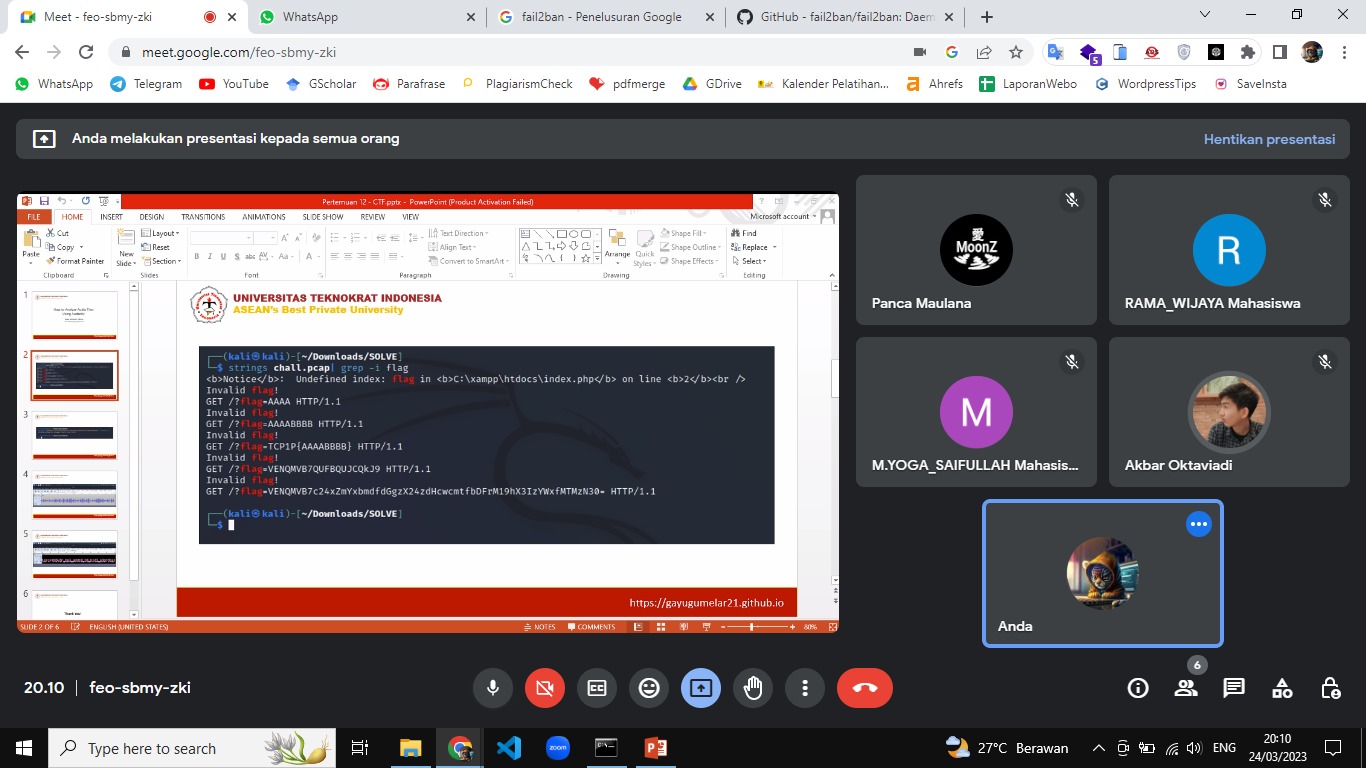 Meet - feo-sbmy-zki
WhatsApp
fail2ban - Penelusuran Google
GitHub - fail2ban/fail2ban: Daem
meet.google.com/feo-sbmy-zki
5
WhatsApp
Telegram
YouTube
GScholar
Parafrase
PlagiarismCheck
pdfmerge
GDrive
Kalender Pelatihan...
Ahrefs
LaporanWebo
WordpressTips
SaveInsta
Anda melakukan presentasi kepada semua orang
Hentikan presentasi
Pertemuan 12 - CTF.pptx - PowerPoint (Product Activation Failed)
FILE HOME INSERT DESIGN TRANSITIONS ANIMATIONS SLIDE SHOW REVIEW VIEW
Microsoft account
Paste
Cut
Copy
Format Painter
Clipboard
New
Slide
Layout
Reset
Section
Slides
Font
Text Direction
Align Text
Convert to SmartArt
Paragraph
Arrange
Quick
Styles
Shape Fill
Shape Outline
Shape Effects
Drawing
Find
Replace
Select
Editing
1
2
3
4
5
6
Thank You!
UNIVERSITAS TEKNOKRAT INDONESIA
ASEAN's Best Private University
(kali㉿kali)-[~/Downloads/SOLVE]
$ strings chall.pcap| grep -i flag
<b>Notice</b>:  Undefined index: flag in <b>C:\xampp\htdocs\index.php</b> on line <b>2</b><br />
Invalid flag!
GET /?flag=AAAA HTTP/1.1
Invalid flag!
GET /?flag=AAAABBBB HTTP/1.1
Invalid flag!
GET /?flag=TCP1P{AAAABBBB} HTTP/1.1
Invalid flag!
GET /?flag=VENQMVB7QUFBQUJCQkJ9 HTTP/1.1
Invalid flag!
GET /?flag=VENQMVB7c24xZmYxbmdfdGgzX24zdHcwcmtfbDFrM19hX3IzYWxfMTMzN30= HTTP/1.1
(kali㉿kali)-[~/Downloads/SOLVE]
$
https://gayugumelar21.github.io
SLIDE 2 OF 6
ENGLISH (UNITED STATES)
NOTES
COMMENTS
80%
MoonZ
Panca Maulana
R
RAMA_WIJAYA Mahasiswa
M
M.YOGA_SAIFULLAH Mahasis...
Akbar Oktaviadi
Anda
20.10 | feo-sbmy-zki
6
Type here to search
zoom
27°C Berawan
ENG
20:10
24/03/2023